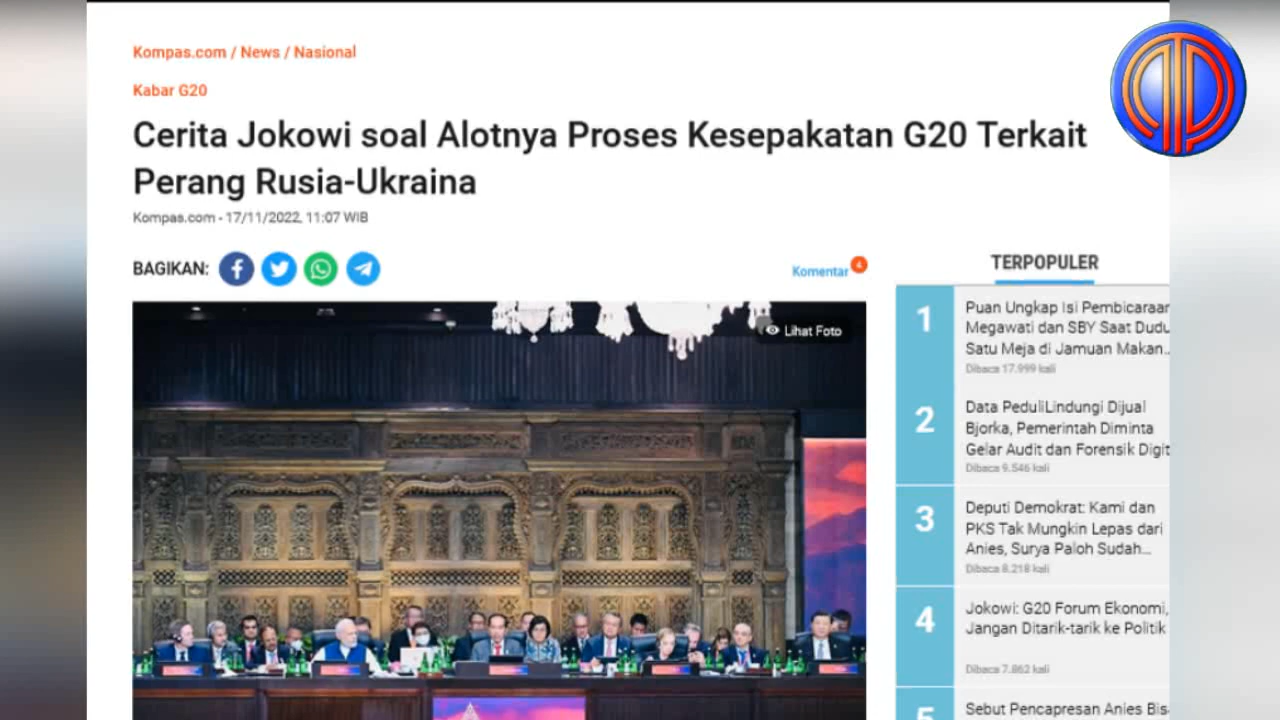 Kompas.com / News / Nasional
Kabar G20
Cerita Jokowi soal Alotnya Proses Kesepakatan G20 Terkait
Perang Rusia-Ukraina
Kompas.com - 17/11/2022, 11:07 WIB
BAGIKAN:
Komentar 4
Lihat Foto
TERPOPULER
1
Puan Ungkap Isi Pembicaraan
Megawati dan SBY Saat Dudu
Satu Meja di Jamuan Makan...
Dibaca 17.999 kali
2
Data PeduliLindungi Dijual
Bjorka, Pemerintah Diminta
Gelar Audit dan Forensik Digit
Dibaca 9.546 kali
3
Deputi Demokrat: Kami dan
PKS Tak Mungkin Lepas dari
Anies, Surya Paloh Sudah...
Dibaca 8.218 kali
4
Jokowi: G20 Forum Ekonomi,
Jangan Ditarik-tarik ke Politik
Dibaca 7.862 kali
5
Sebut Pencapresan Anies Bis